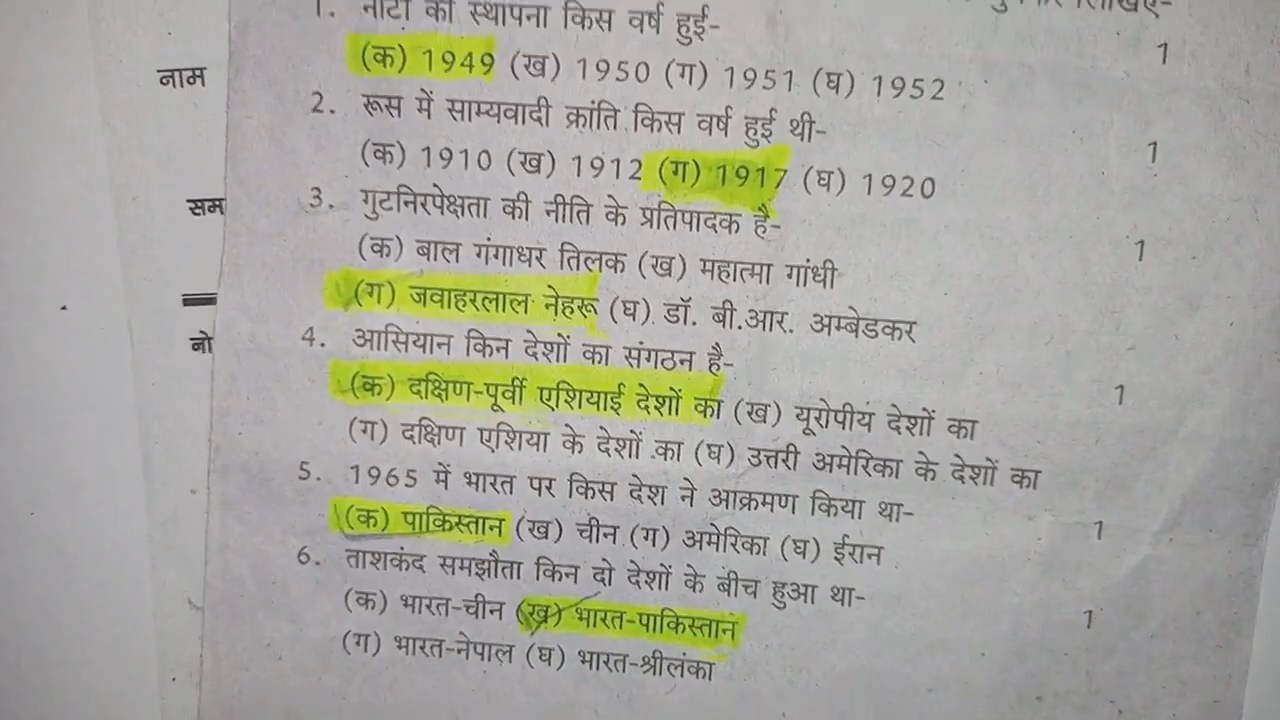 1. नाटो की स्थापना किस वर्ष हुई- 1
(क) 1949 (ख) 1950 (ग) 1951 (घ) 1952
नाम
2. रूस में साम्यवादी क्रांति किस वर्ष हुई थी- 1
(क) 1910 (ख) 1912 (ग) 1917 (घ) 1920
सम
3. गुटनिरपेक्षता की नीति के प्रतिपादक है- 1
(क) बाल गंगाधर तिलक (ख) महात्मा गांधी
(ग) जवाहरलाल नेहरू (घ) डॉ. बी.आर. अम्बेडकर
नो
4. आसियान किन देशों का संगठन है- 1
(क) दक्षिण-पूर्वी एशियाई देशों का (ख) यूरोपीय देशों का
(ग) दक्षिण एशिया के देशों का (घ) उत्तरी अमेरिका के देशों का
5. 1965 में भारत पर किस देश ने आक्रमण किया था- 1
(क) पाकिस्तान (ख) चीन (ग) अमेरिका (घ) ईरान
6. ताशकंद समझौता किन दो देशों के बीच हुआ था- 1
(क) भारत-चीन (ख) भारत-पाकिस्तान
(ग) भारत-नेपाल (घ) भारत-श्रीलंका